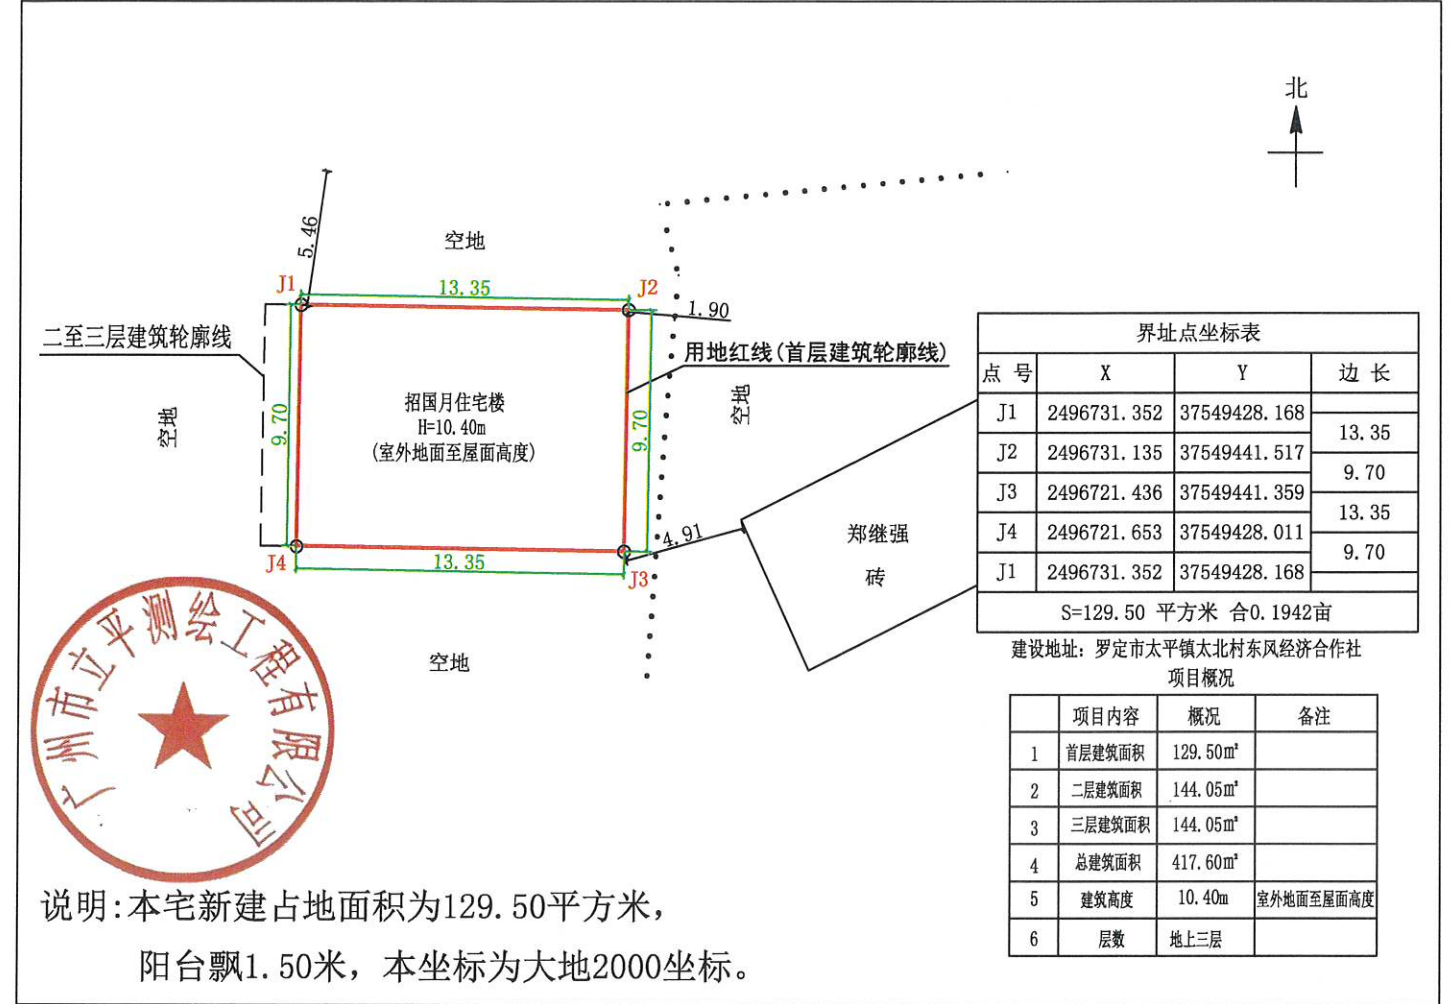 北
5.46
空地
J1
13.35
J2
1.90
二至三层建筑轮廓线
用地红线(首层建筑轮廓线)
空地
9.70
招国月住宅楼
H=10.40m
(室外地面至屋面高度)
9.70
空地
4.91
J4
13.35
J3
郑继强
砖
空地
界址点坐标表
点 号 X Y 边 长
J1 2496731.352 37549428.168
13.35
J2 2496731.135 37549441.517
9.70
J3 2496721.436 37549441.359
13.35
J4 2496721.653 37549428.011
9.70
J1 2496731.352 37549428.168
S=129.50 平方米 合0.1942亩
建设地址: 罗定市太平镇太北村东风经济合作社
项目概况
项目内容 概况 备注
1 首层建筑面积 129.50㎡
2 二层建筑面积 144.05㎡
3 三层建筑面积 144.05㎡
4 总建筑面积 417.60㎡
5 建筑高度 10.40m 室外地面至屋面高度
6 层数 地上三层
广州市立平测绘工程有限公司
说明:本宅新建占地面积为129.50平方米，
阳台飘1.50米，本坐标为大地2000坐标。